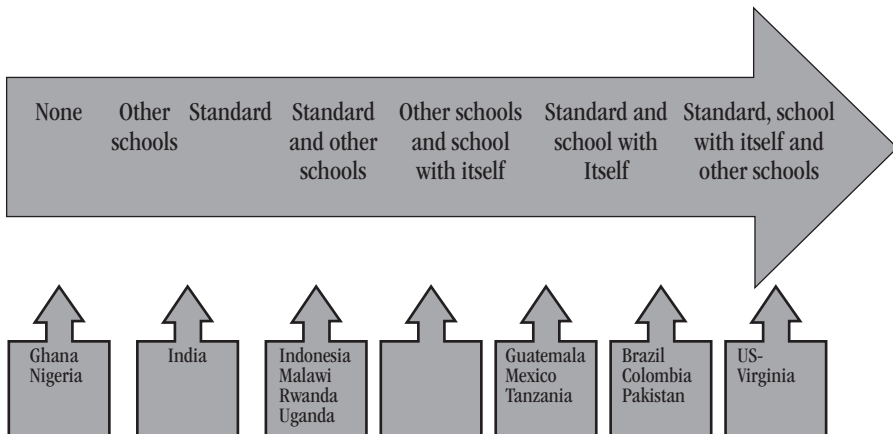 None
Other
schools
Standard
Standard
and other
schools
Other schools
and school
with itself
Standard and
school with
Itself
Standard, school
with itself and
other schools
Ghana
Nigeria
India
Indonesia
Malawi
Rwanda
Uganda
Guatemala
Mexico
Tanzania
Brazil
Colombia
Pakistan
US-
Virginia